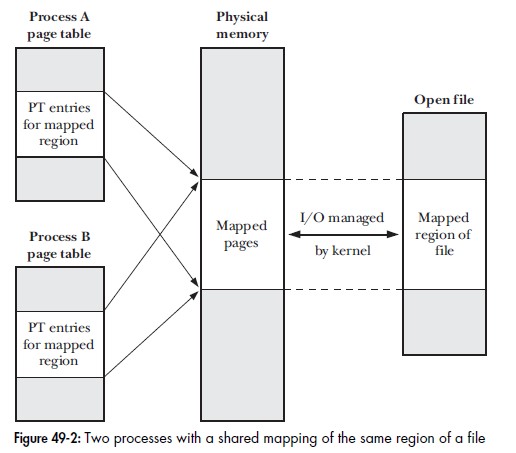 Process A
page table
PT entries
for mapped
region
Process B
page table
PT entries
for mapped
region
Physical
memory
Mapped
pages
I/O managed
by kernel
Open file
Mapped
region of
file
Figure 49-2: Two processes with a shared mapping of the same region of a file